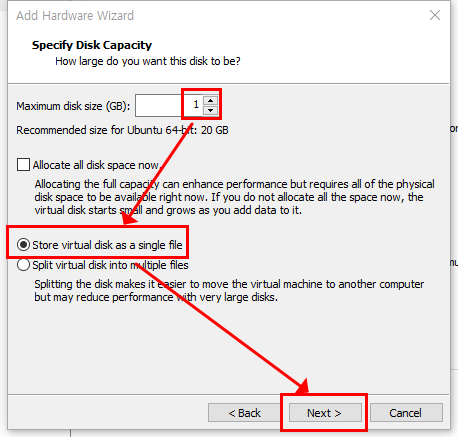 Add Hardware Wizard
Specify Disk Capacity
How large do you want this disk to be?
Maximum disk size (GB): 1
Recommended size for Ubuntu 64-bit: 20 GB
Allocate all disk space now.
Allocating the full capacity can enhance performance but requires all of the physical
disk space to be available right now. If you do not allocate all the space now, the
virtual disk starts small and grows as you add data to it.
Store virtual disk as a single file
Split virtual disk into multiple files
Splitting the disk makes it easier to move the virtual machine to another computer
but may reduce performance with very large disks.
< Back Next > Cancel